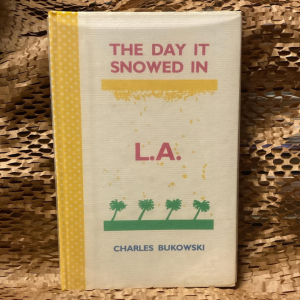 THE DAY IT
SNOWED IN
L.A.
CHARLES BUKOWSKI